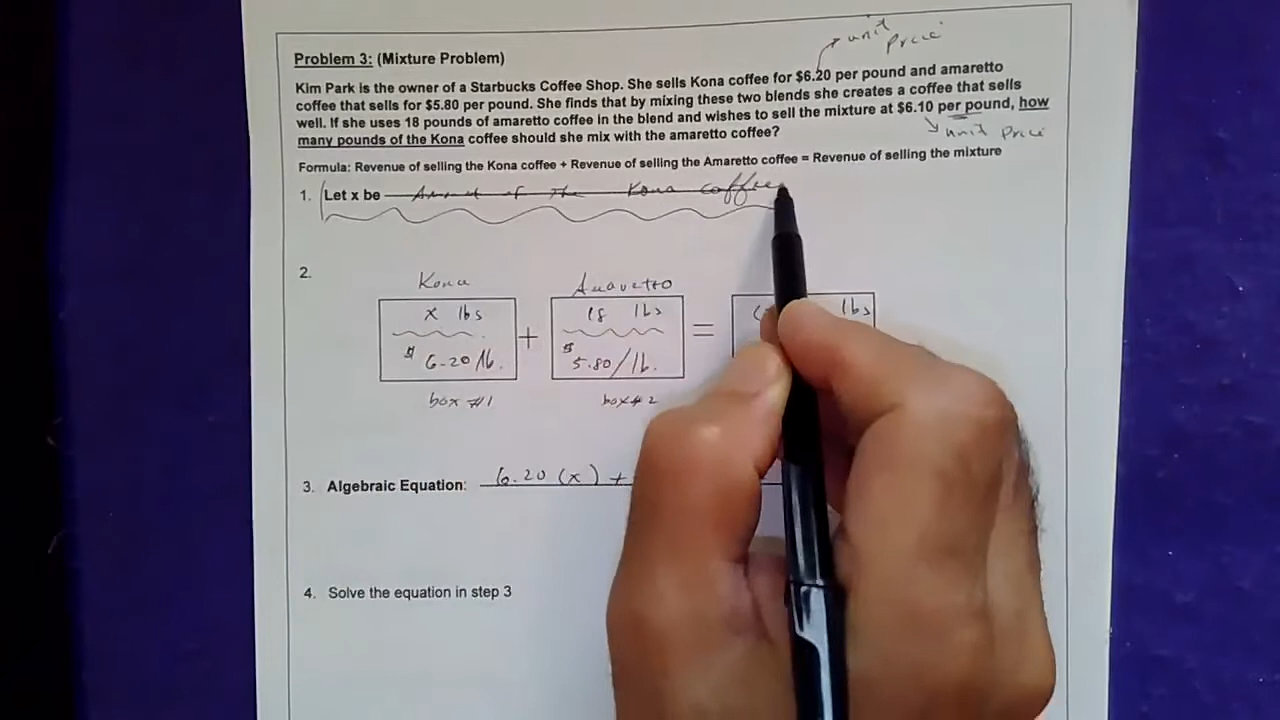 unit
price
Problem 3: (Mixture Problem)
Kim Park is the owner of a Starbucks Coffee Shop. She sells Kona coffee for $6.20 per pound and amaretto
coffee that sells for $5.80 per pound. She finds that by mixing these two blends she creates a coffee that sells
well. If she uses 18 pounds of amaretto coffee in the blend and wishes to sell the mixture at $6.10 per pound, how
many pounds of the Kona coffee should she mix with the amaretto coffee?
unit price
Formula: Revenue of selling the Kona coffee + Revenue of selling the Amaretto coffee = Revenue of selling the mixture
1. Let x be Amount of the Kona coffee
2.
Kona Amaretto
x lbs + 18 lbs = ( lbs
$ 6.20/lb. $ 5.80/lb.
box #1 box #2
3. Algebraic Equation: 6.20 (x) +
4. Solve the equation in step 3